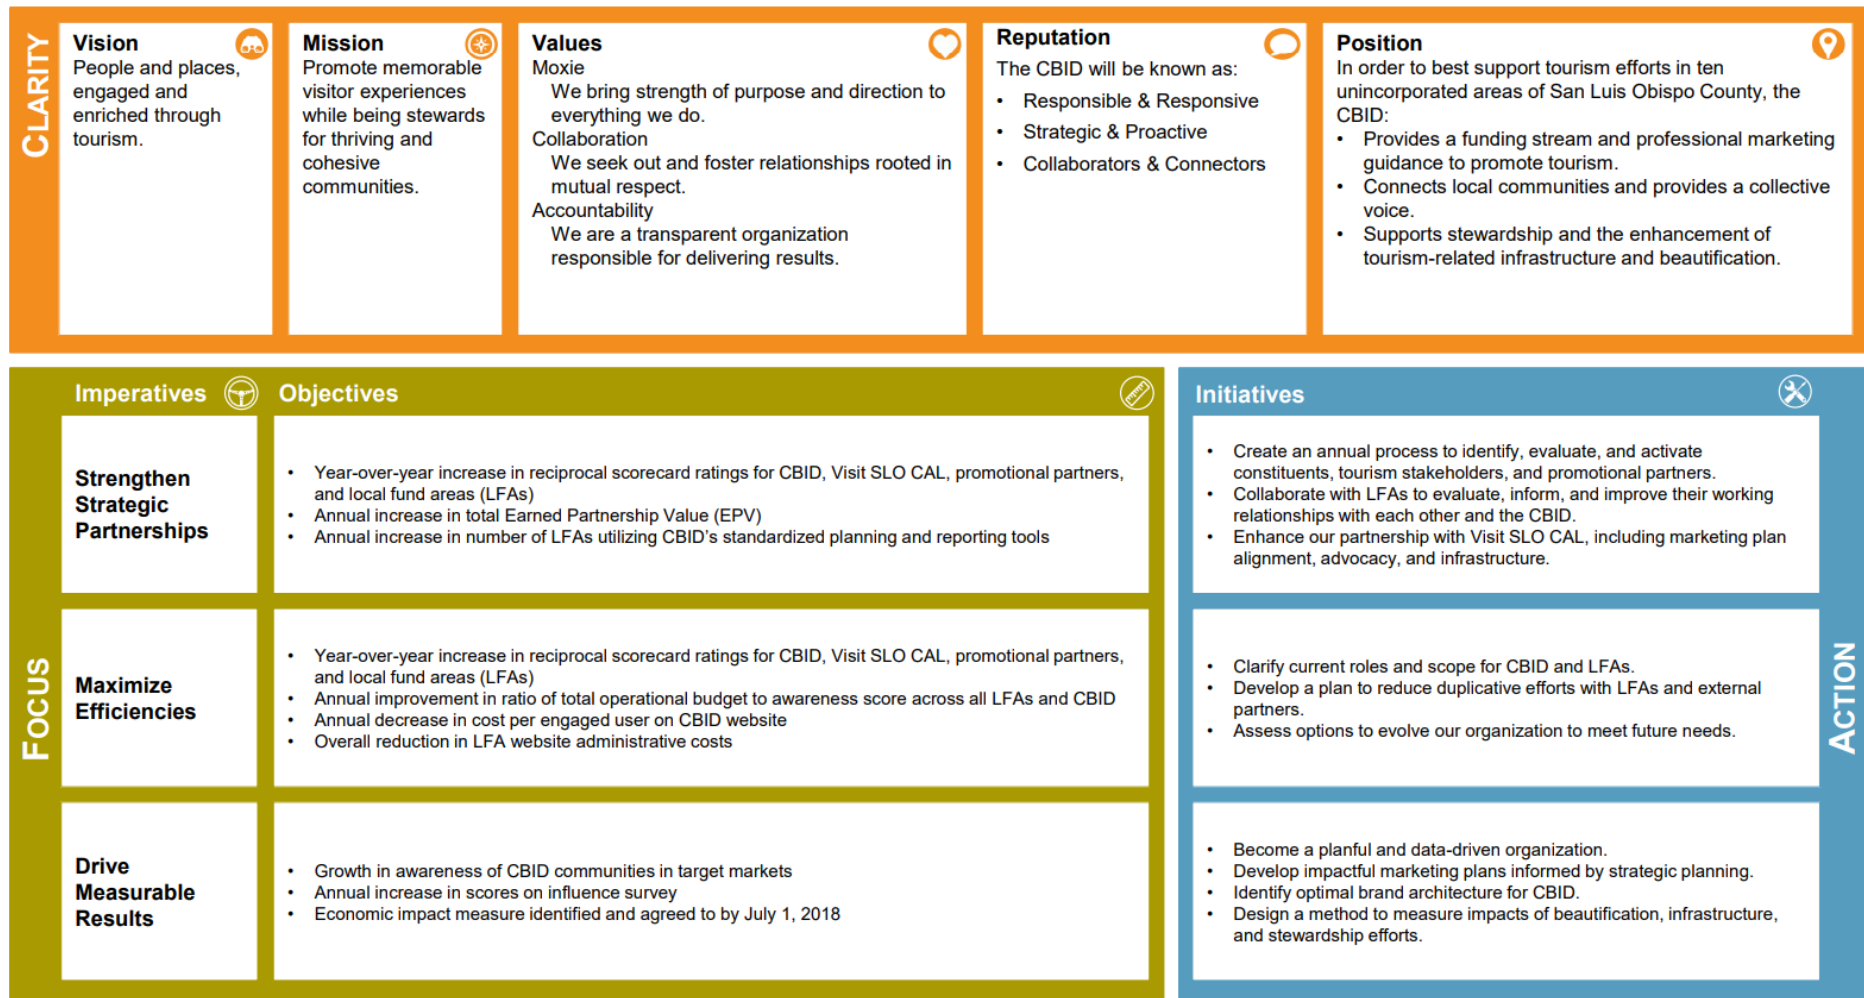 CLARITY
Vision
People and places,
engaged and
enriched through
tourism.
Mission
Promote memorable
visitor experiences
while being stewards
for thriving and
cohesive
communities.
Values
Moxie
We bring strength of purpose and direction to
everything we do.
Collaboration
We seek out and foster relationships rooted in
mutual respect.
Accountability
We are a transparent organization
responsible for delivering results.
Reputation
The CBID will be known as:
• Responsible & Responsive
• Strategic & Proactive
• Collaborators & Connectors
Position
In order to best support tourism efforts in ten
unincorporated areas of San Luis Obispo County, the
CBID:
• Provides a funding stream and professional marketing
guidance to promote tourism.
• Connects local communities and provides a collective
voice.
• Supports stewardship and the enhancement of
tourism-related infrastructure and beautification.
FOCUS
Imperatives
Objectives
Strengthen
Strategic
Partnerships
• Year-over-year increase in reciprocal scorecard ratings for CBID, Visit SLO CAL, promotional partners,
and local fund areas (LFAs)
• Annual increase in total Earned Partnership Value (EPV)
• Annual increase in number of LFAs utilizing CBID's standardized planning and reporting tools
Maximize
Efficiencies
• Year-over-year increase in reciprocal scorecard ratings for CBID, Visit SLO CAL, promotional partners,
and local fund areas (LFAs)
• Annual improvement in ratio of total operational budget to awareness score across all LFAs and CBID
• Annual decrease in cost per engaged user on CBID website
• Overall reduction in LFA website administrative costs
Drive
Measurable
Results
• Growth in awareness of CBID communities in target markets
• Annual increase in scores on influence survey
• Economic impact measure identified and agreed to by July 1, 2018
Initiatives
• Create an annual process to identify, evaluate, and activate
constituents, tourism stakeholders, and promotional partners.
• Collaborate with LFAs to evaluate, inform, and improve their working
relationships with each other and the CBID.
• Enhance our partnership with Visit SLO CAL, including marketing plan
alignment, advocacy, and infrastructure.
• Clarify current roles and scope for CBID and LFAs.
• Develop a plan to reduce duplicative efforts with LFAs and external
partners.
• Assess options to evolve our organization to meet future needs.
• Become a planful and data-driven organization.
• Develop impactful marketing plans informed by strategic planning.
• Identify optimal brand architecture for CBID.
• Design a method to measure impacts of beautification, infrastructure,
and stewardship efforts.
ACTION